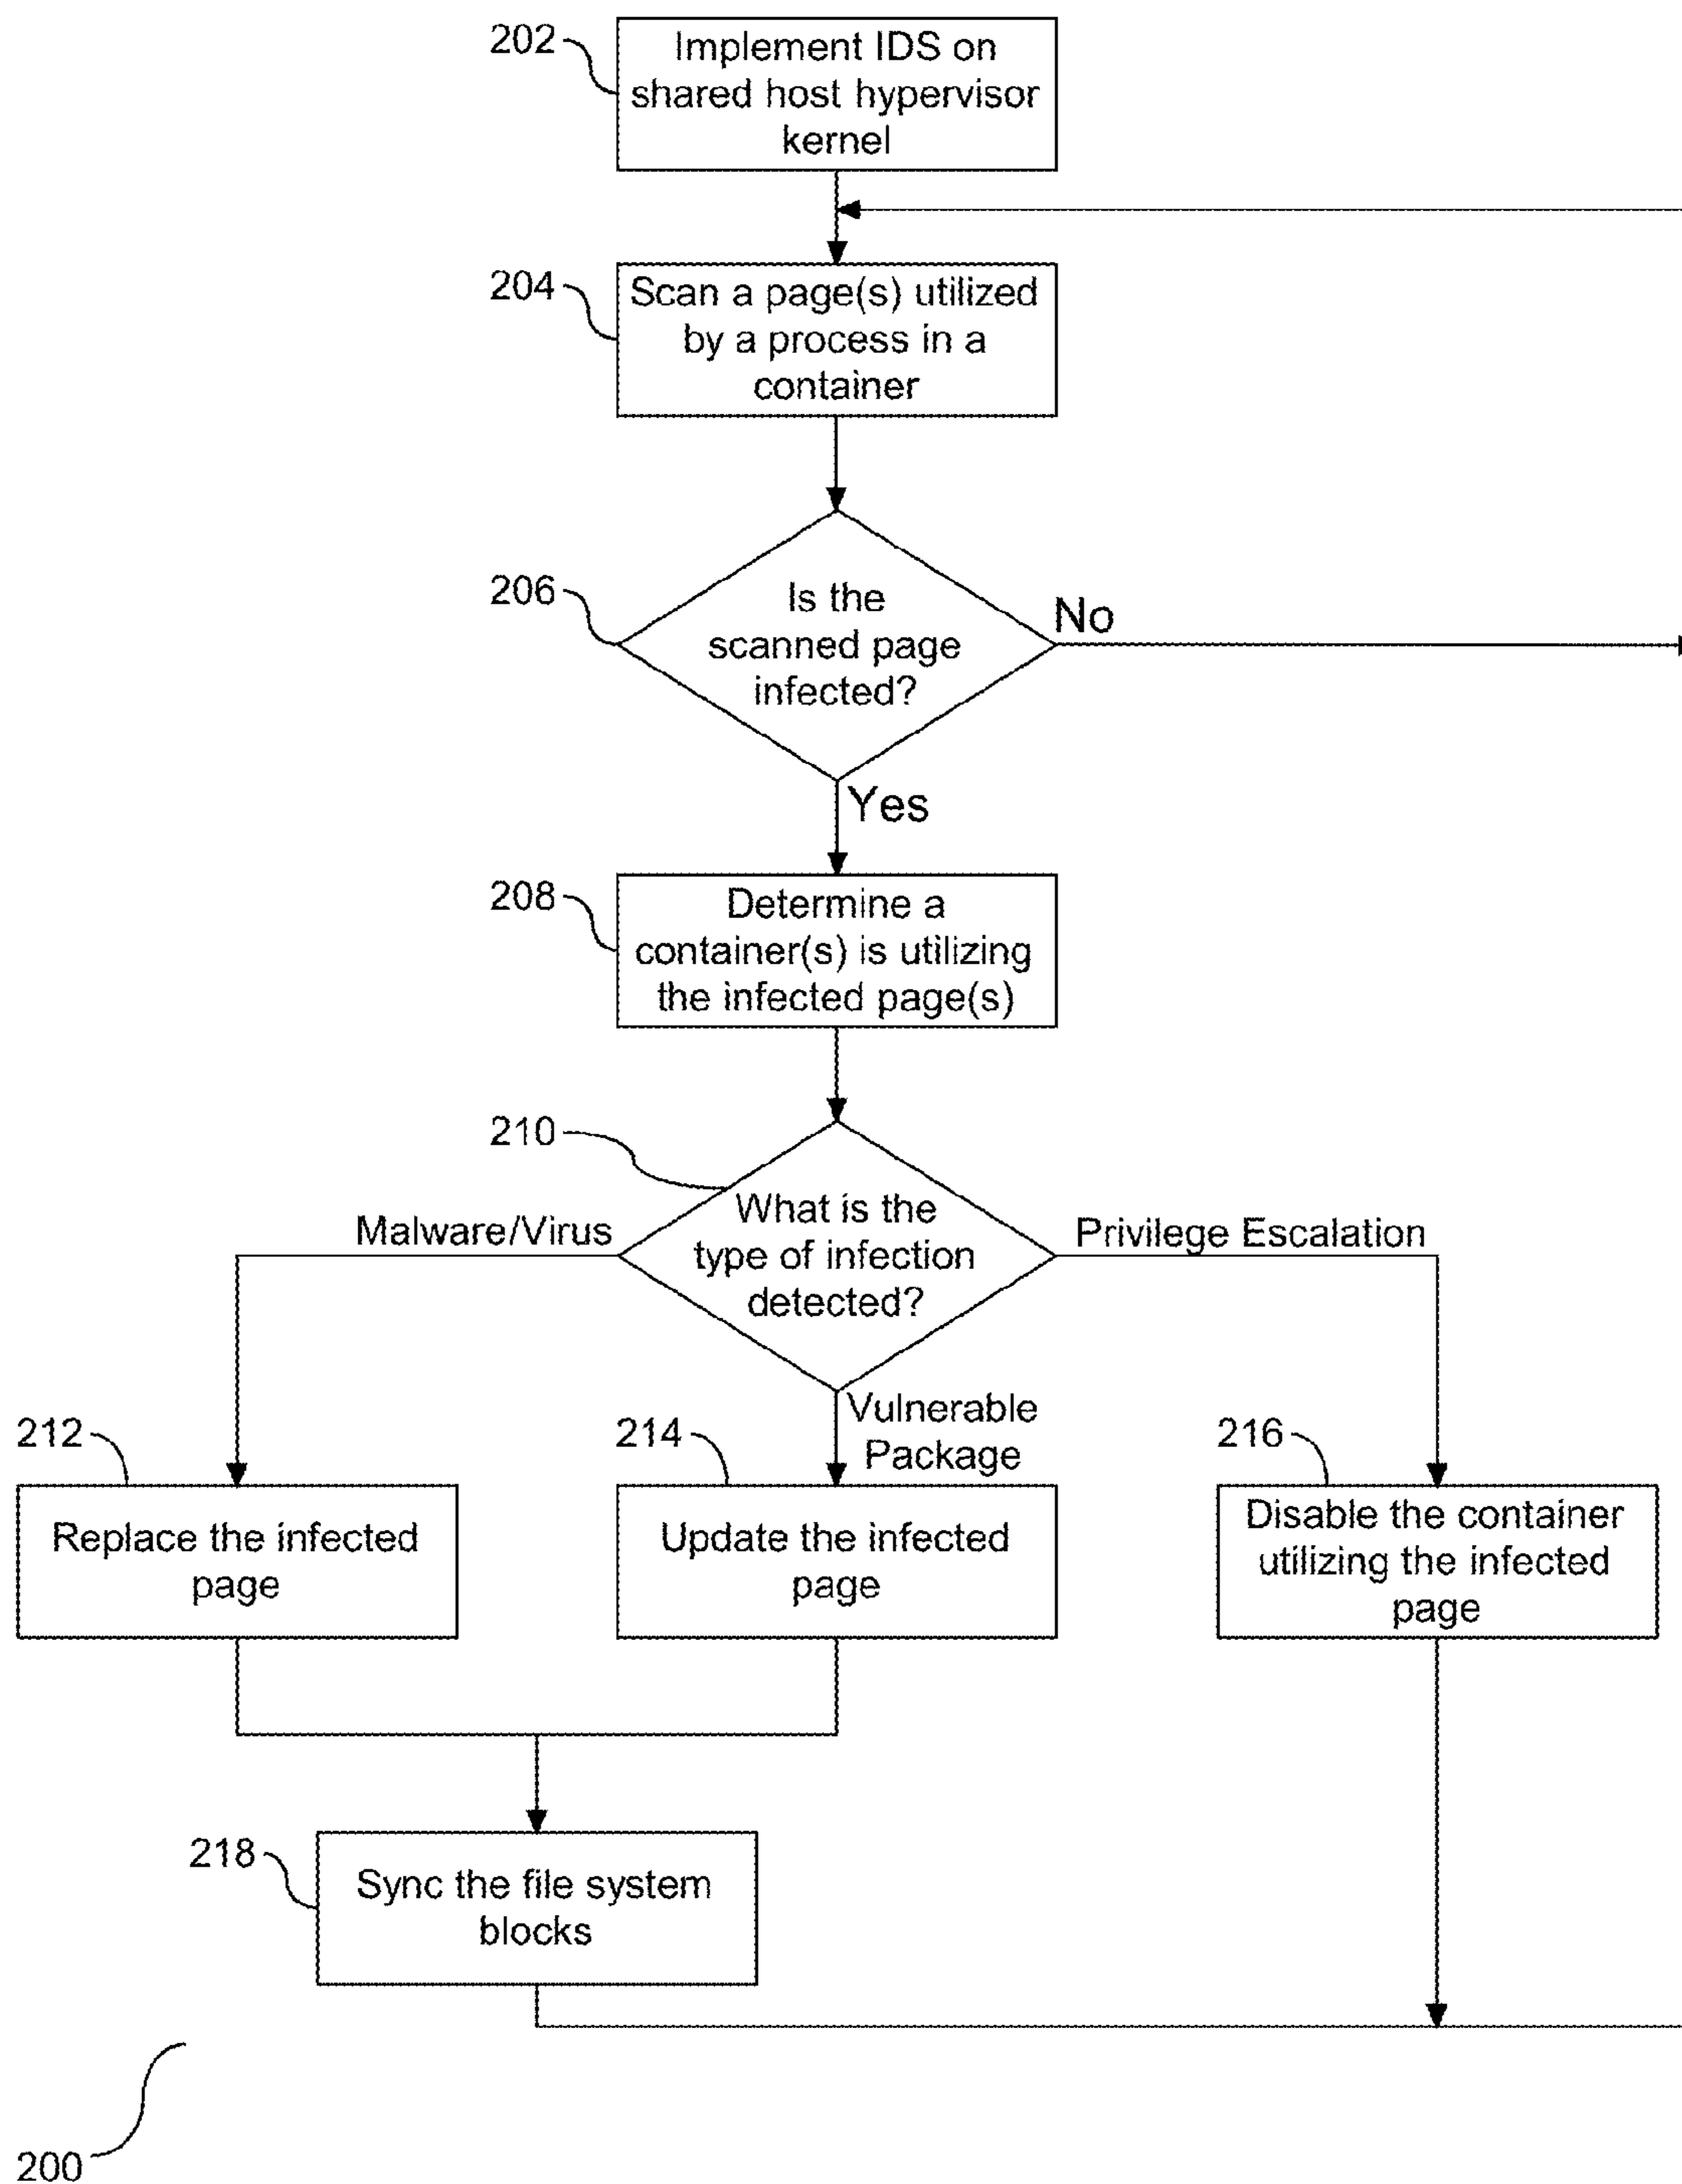 202
Implement IDS on
shared host hypervisor
kernel
204
Scan a page(s) utilized
by a process in a
container
206
Is the
scanned page
infected?
No
Yes
208
Determine a
container(s) is utilizing
the infected page(s)
210
What is the
type of infection
detected?
Malware/Virus
Privilege Escalation
Vulnerable
Package
212
Replace the infected
page
214
Update the infected
page
216
Disable the container
utilizing the infected
page
218
Sync the file system
blocks
200